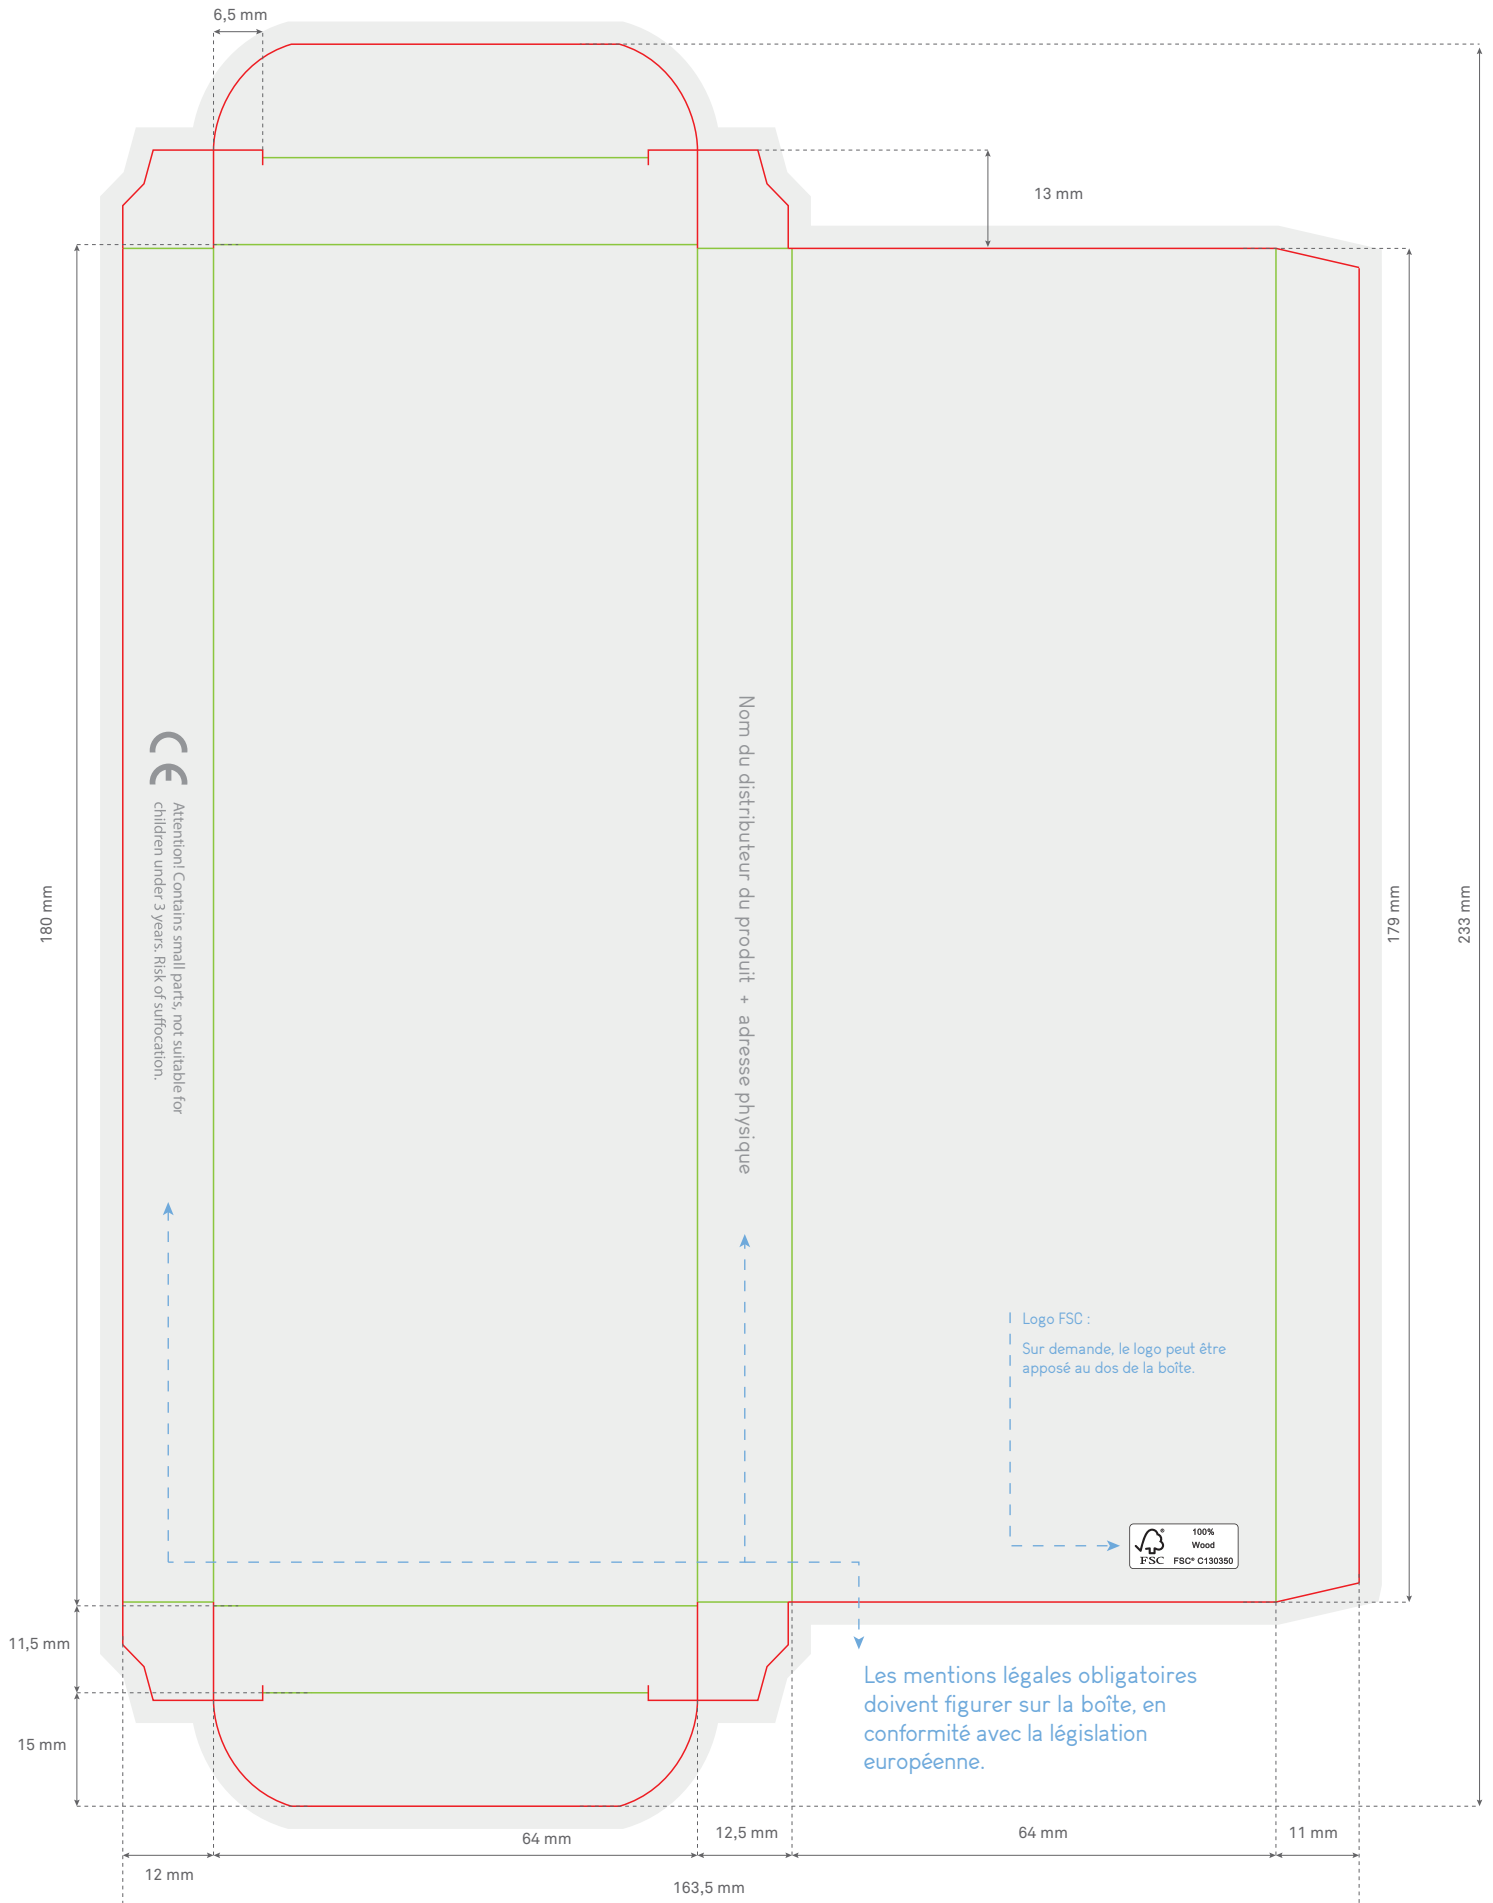 6,5 mm
13 mm
180 mm
179 mm
233 mm
CE
Attention! Contains small parts, not suitable for
children under 3 years. Risk of suffocation.
Nom du distributeur du produit + adresse physique
Logo FSC :
Sur demande, le logo peut être
apposé au dos de la boîte.
100%
Wood
FSC® C130350
FSC
11,5 mm
15 mm
Les mentions légales obligatoires
doivent figurer sur la boîte, en
conformité avec la législation
européenne.
64 mm
12,5 mm
64 mm
11 mm
12 mm
163,5 mm